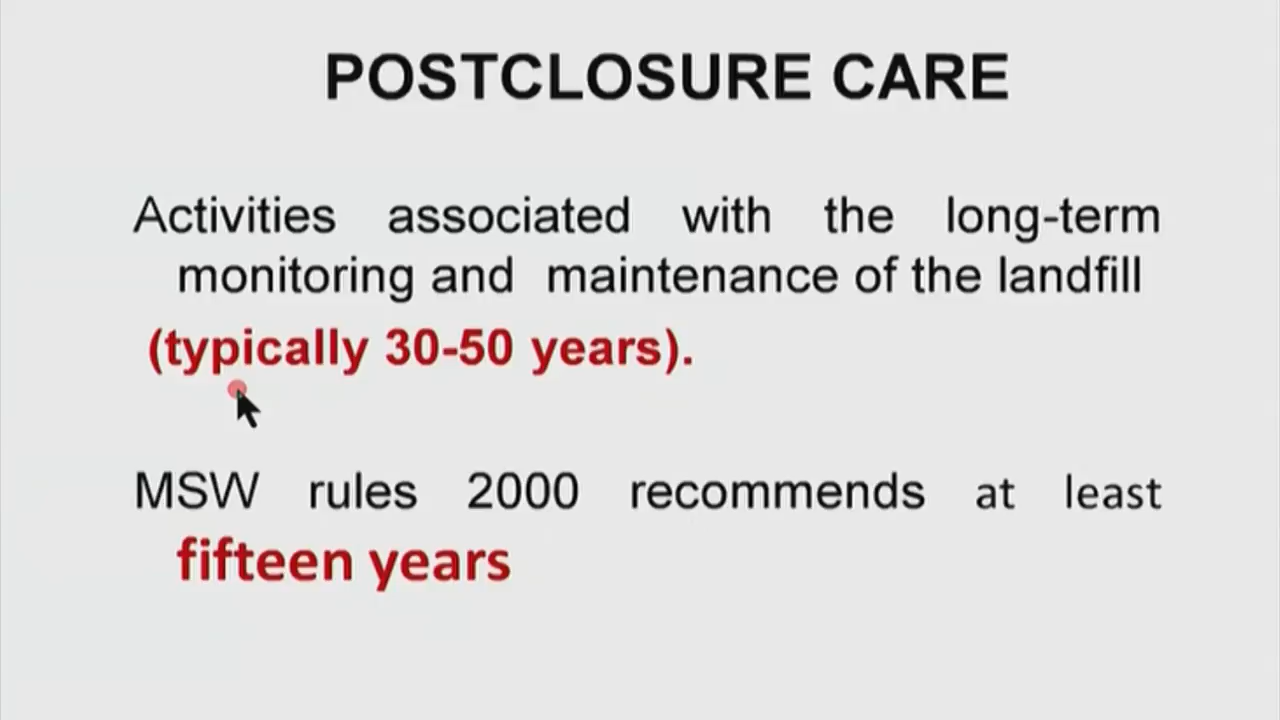 POSTCLOSURE CARE
Activities associated with the long-term
monitoring and maintenance of the landfill
(typically 30-50 years).
MSW rules 2000 recommends at least
fifteen years